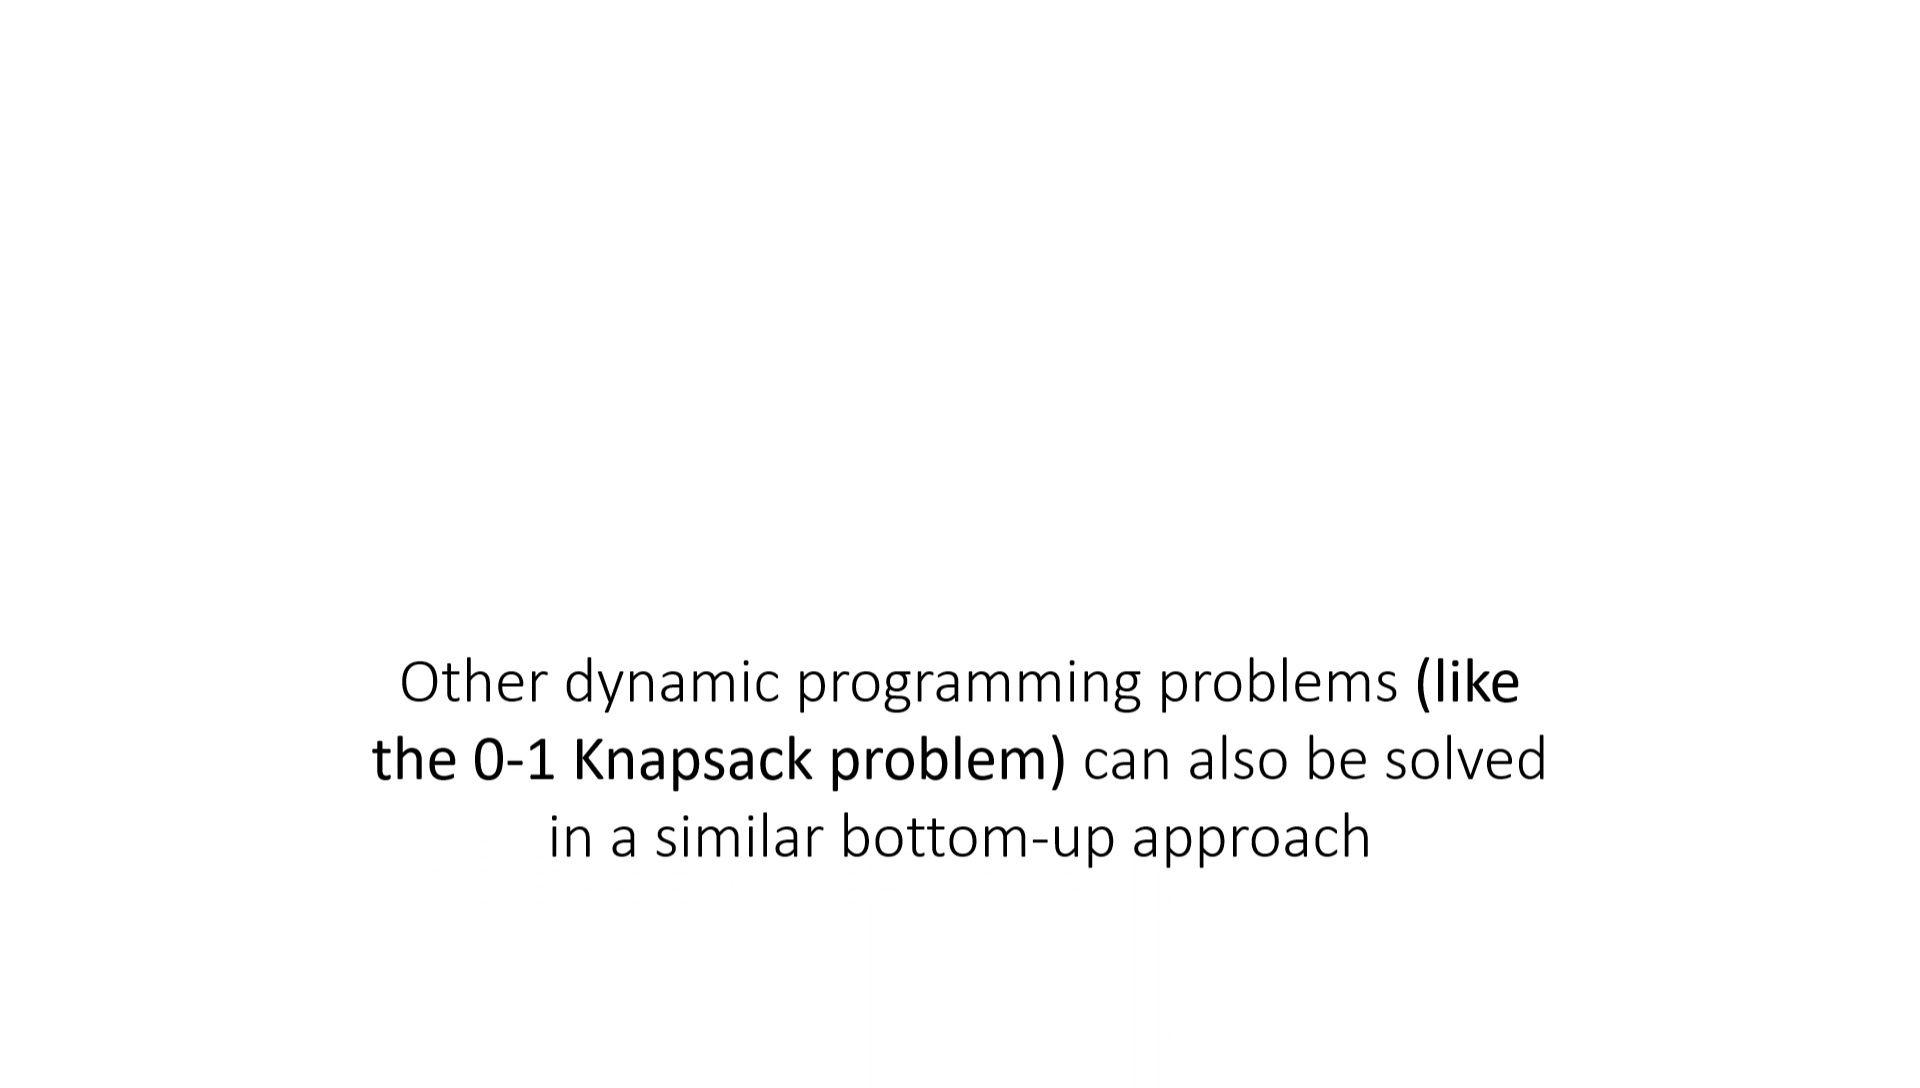 Other dynamic programming problems (like
the 0-1 Knapsack problem) can also be solved
in a similar bottom-up approach